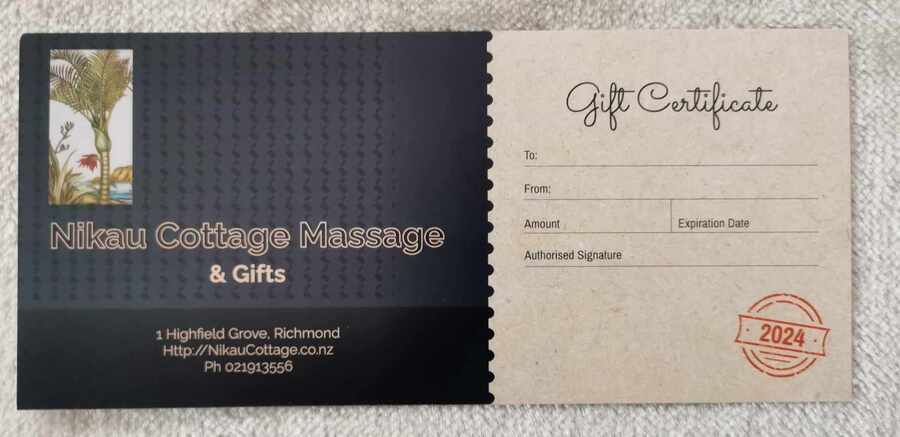 Nikau Cottage Massage
& Gifts
1 Highfield Grove, Richmond
Http://NikauCottage.co.nz
Ph 021913556
Gift Certificate
To:
From:
Amount
Expiration Date
Authorised Signature
2024